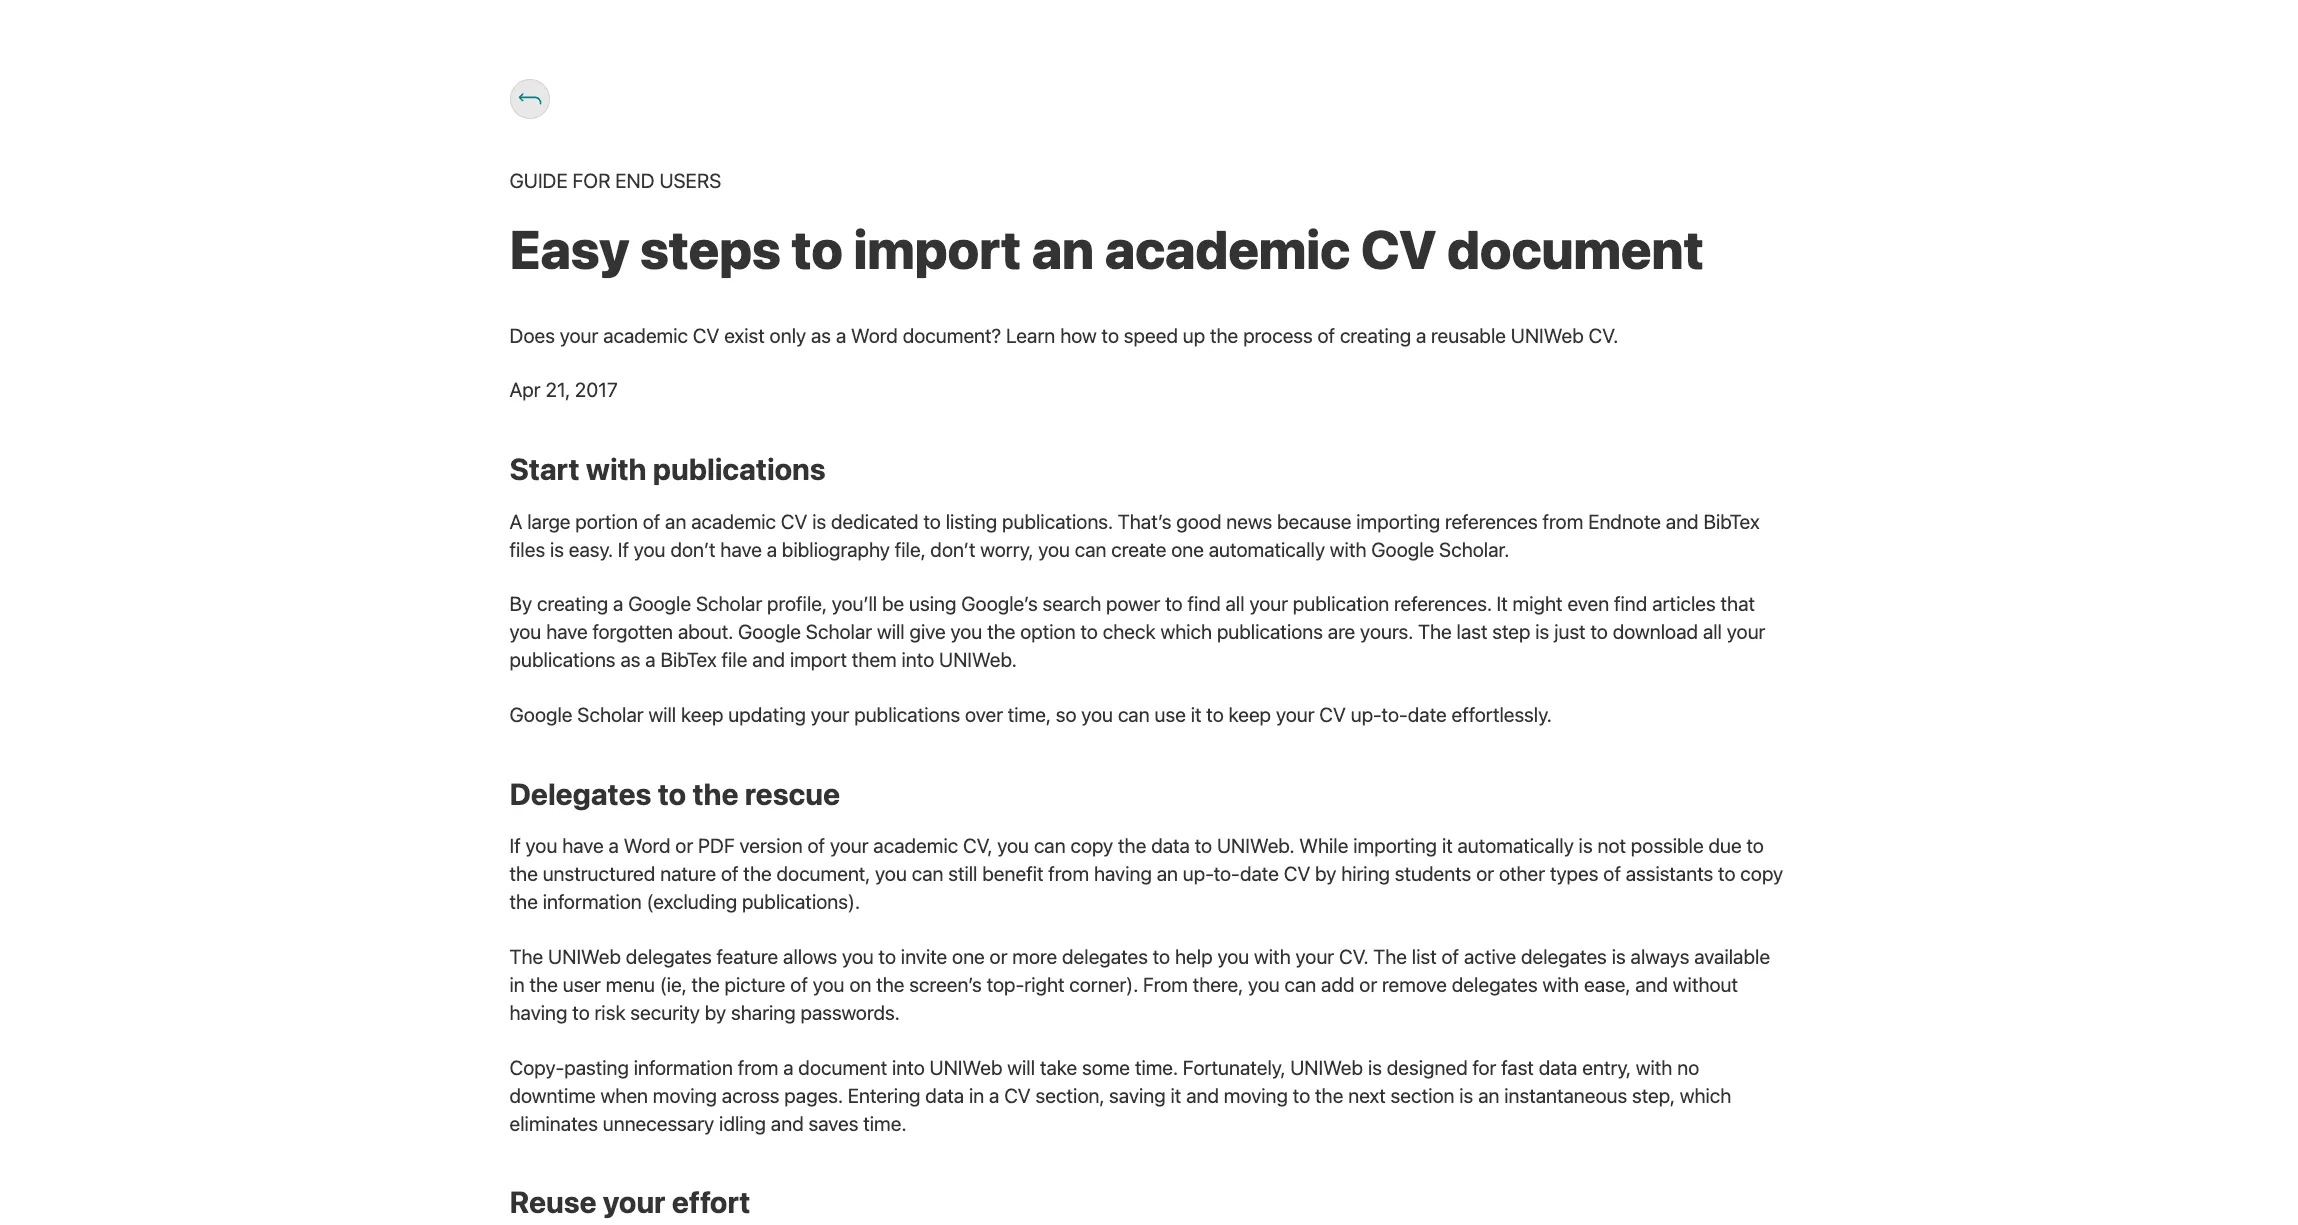 GUIDE FOR END USERS
Easy steps to import an academic CV document
Does your academic CV exist only as a Word document? Learn how to speed up the process of creating a reusable UNIWeb CV.
Apr 21, 2017
Start with publications
A large portion of an academic CV is dedicated to listing publications. That’s good news because importing references from Endnote and BibTex
files is easy. If you don’t have a bibliography file, don’t worry, you can create one automatically with Google Scholar.
By creating a Google Scholar profile, you’ll be using Google’s search power to find all your publication references. It might even find articles that
you have forgotten about. Google Scholar will give you the option to check which publications are yours. The last step is just to download all your
publications as a BibTex file and import them into UNIWeb.
Google Scholar will keep updating your publications over time, so you can use it to keep your CV up-to-date effortlessly.
Delegates to the rescue
If you have a Word or PDF version of your academic CV, you can copy the data to UNIWeb. While importing it automatically is not possible due to
the unstructured nature of the document, you can still benefit from having an up-to-date CV by hiring students or other types of assistants to copy
the information (excluding publications).
The UNIWeb delegates feature allows you to invite one or more delegates to help you with your CV. The list of active delegates is always available
in the user menu (ie, the picture of you on the screen’s top-right corner). From there, you can add or remove delegates with ease, and without
having to risk security by sharing passwords.
Copy-pasting information from a document into UNIWeb will take some time. Fortunately, UNIWeb is designed for fast data entry, with no
downtime when moving across pages. Entering data in a CV section, saving it and moving to the next section is an instantaneous step, which
eliminates unnecessary idling and saves time.
Reuse your effort